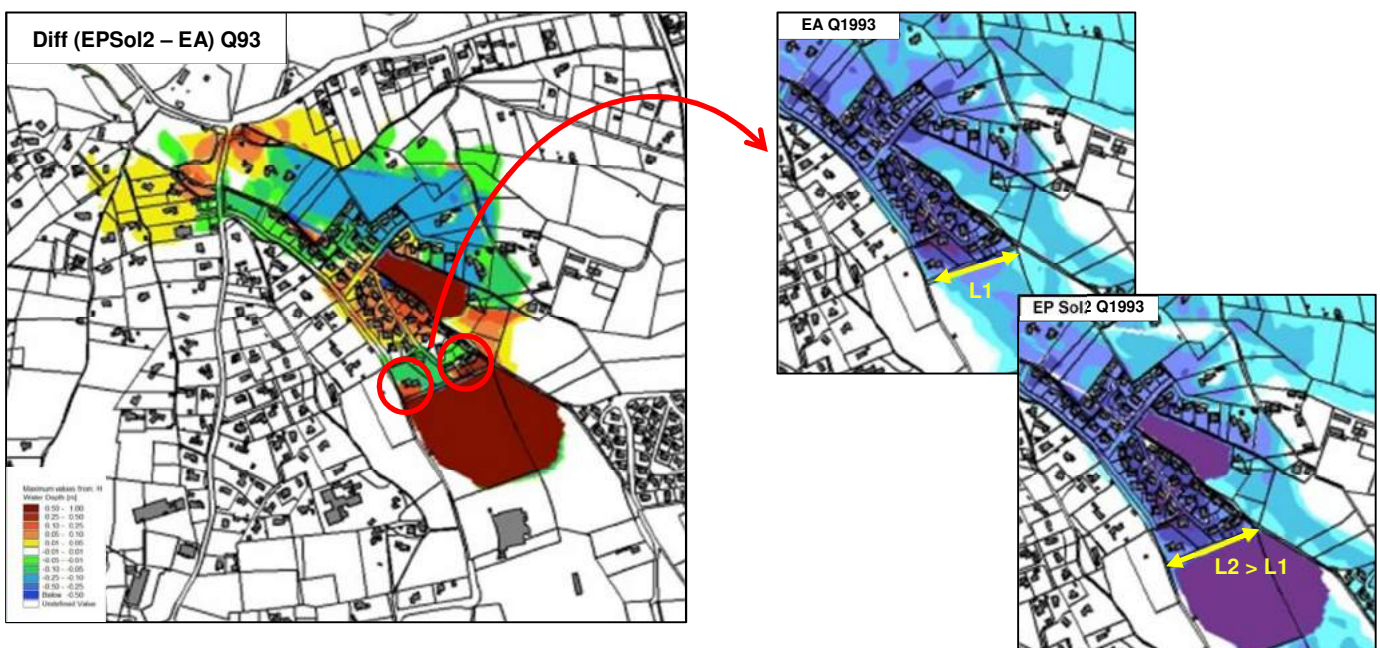 Diff (EPSol2 – EA) Q93
EA Q1993
L1
EP Sol2 Q1993
L2 > L1
Maximum values from: H
Water Depth [m]
0.50 - 1.00
0.25 - 0.50
0.10 - 0.25
0.05 - 0.10
0.01 - 0.05
-0.01 - 0.01
-0.05 - -0.01
-0.10 - -0.05
-0.25 - -0.10
-0.50 - -0.25
Below -0.50
Undefined Value